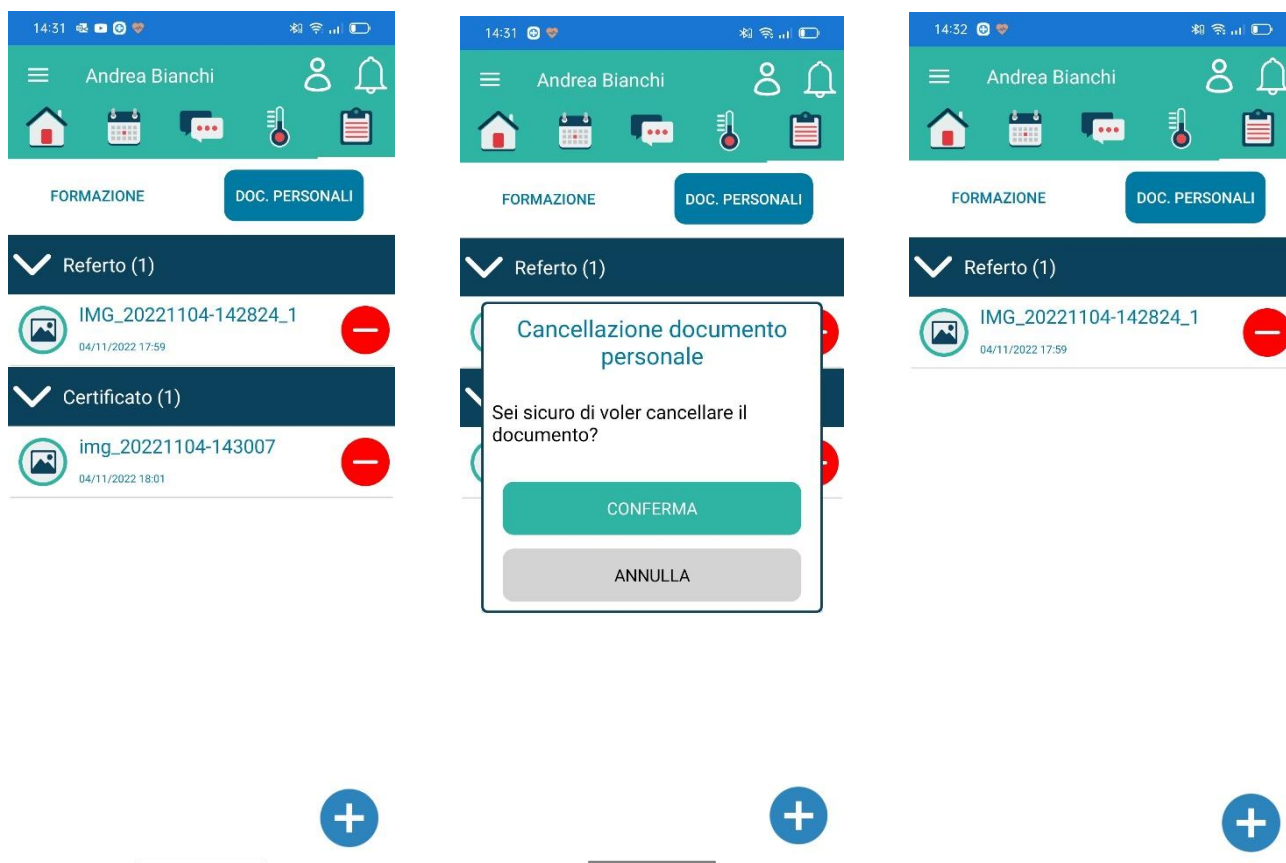 14:31
Andrea Bianchi
FORMAZIONE
DOC. PERSONALI
Referto (1)
IMG_20221104-142824_1
04/11/2022 17:59
Certificato (1)
img_20221104-143007
04/11/2022 18:01
14:31
Andrea Bianchi
FORMAZIONE
DOC. PERSONALI
Referto (1)
Cancellazione documento
personale
Sei sicuro di voler cancellare il
documento?
CONFERMA
ANNULLA
14:32
Andrea Bianchi
FORMAZIONE
DOC. PERSONALI
Referto (1)
IMG_20221104-142824_1
04/11/2022 17:59